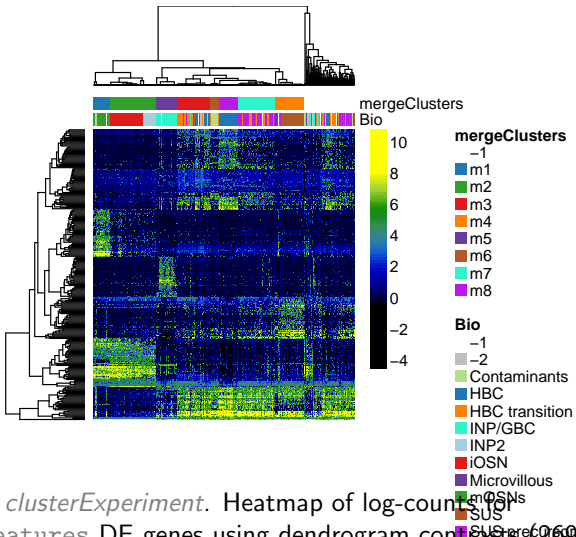 mergeClusters
Bio
10
8
6
4
2
0
−2
−4
mergeClusters
−1
m1
m2
m3
m4
m5
m6
m7
m8
Bio
−1
−2
Contaminants
HBC
HBC transition
INP/GBC
INP2
iOSN
Microvillous
mOSNs
SUS
clusterExperiment. Heatmap of log-counts for
DE genes using dendrogram